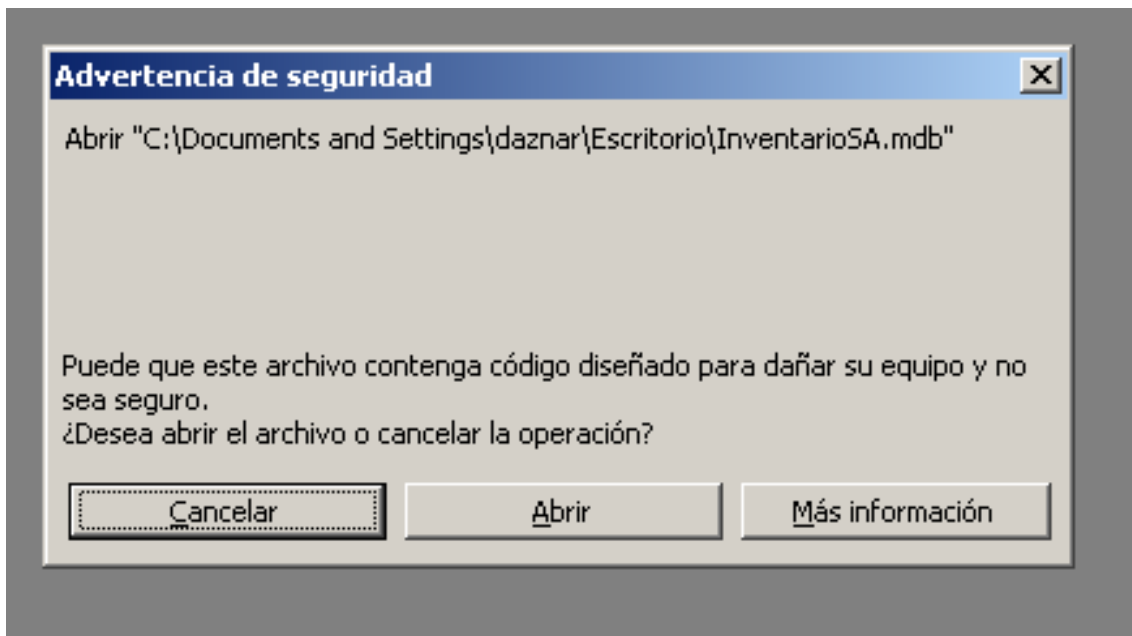 Advertencia de seguridad
Abrir "C:\Documents and Settings\daznar\Escritorio\InventarioSA.mdb"
Puede que este archivo contenga código diseñado para dañar su equipo y no
sea seguro.
¿Desea abrir el archivo o cancelar la operación?
Cancelar Abrir Más información